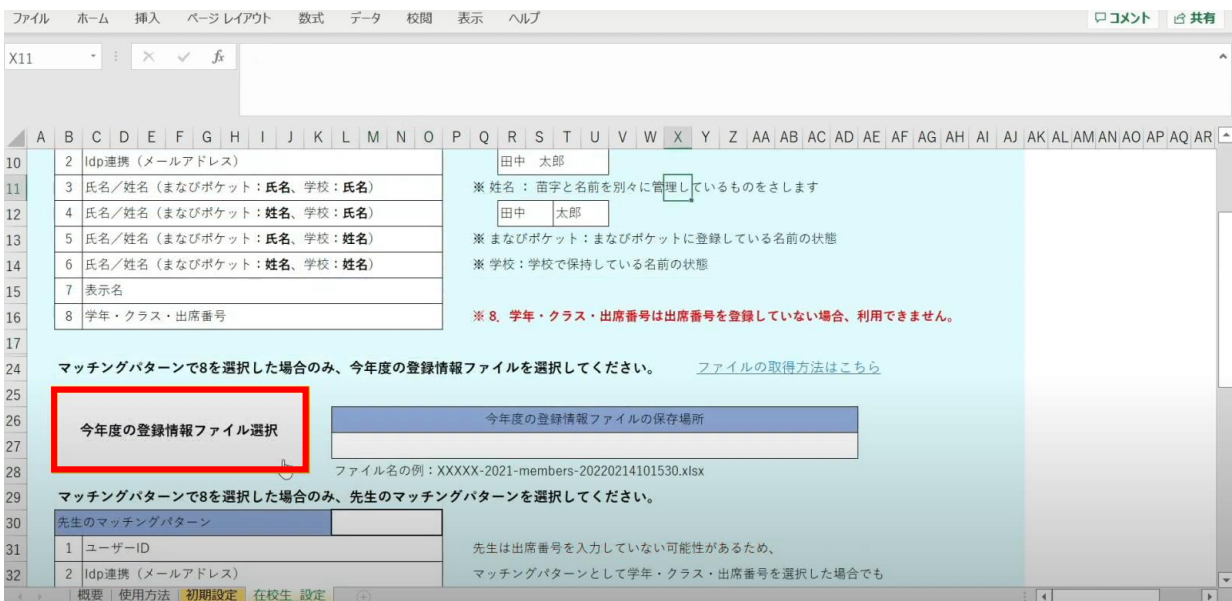 ファイル ホーム 挿入 ページ レイアウト 数式 データ 校閲 表示 ヘルプ コメント 共有
X11 fx
A B C D E F G H I J K L M N O P Q R S T U V W X Y Z AA AB AC AD AE AF AG AH AI AJ AK AL AM AN AO AP AQ AR
10 2 Idp連携（メールアドレス） 田中 太郎
11 3 氏名／姓名（まなびポケット：氏名、学校：氏名） ※ 姓名 ： 苗字と名前を別々に管理しているものをさします
12 4 氏名／姓名（まなびポケット：姓名、学校：氏名） 田中 太郎
13 5 氏名／姓名（まなびポケット：氏名、学校：姓名） ※ まなびポケット：まなびポケットに登録している名前の状態
14 6 氏名／姓名（まなびポケット：姓名、学校：姓名） ※ 学校：学校で保持している名前の状態
15 7 表示名
16 8 学年・クラス・出席番号 ※ 8．学年・クラス・出席番号は出席番号を登録していない場合、利用できません。
17
24 マッチングパターンで8を選択した場合のみ、今年度の登録情報ファイルを選択してください。 ファイルの取得方法はこちら
25
26 今年度の登録情報ファイル選択 今年度の登録情報ファイルの保存場所
27
28 ファイル名の例：XXXXX-2021-members-20220214101530.xlsx
29 マッチングパターンで8を選択した場合のみ、先生のマッチングパターンを選択してください。
30 先生のマッチングパターン
31 1 ユーザーID 先生は出席番号を入力していない可能性があるため、
32 2 Idp連携（メールアドレス） マッチングパターンとして学年・クラス・出席番号を選択した場合でも
概要 使用方法 初期設定 在校生_設定